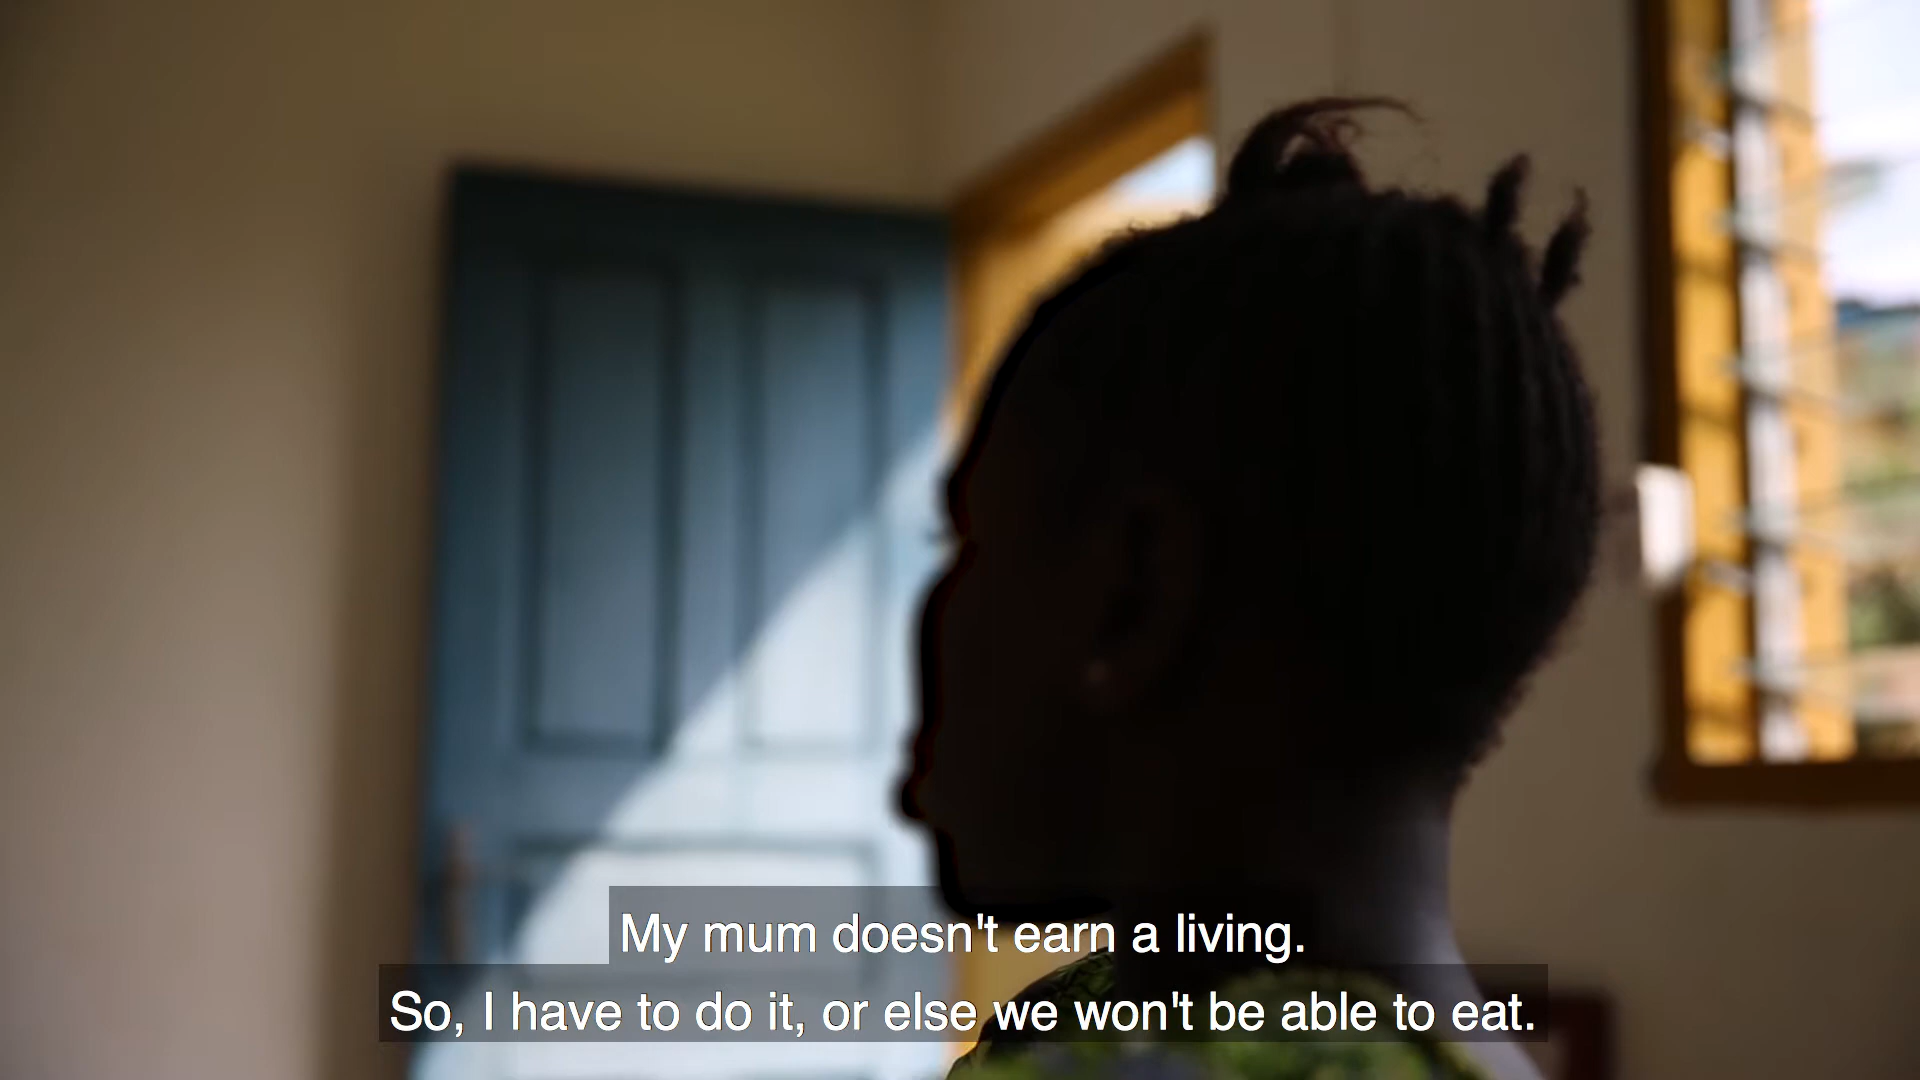 My mum doesn't earn a living.
So, I have to do it, or else we won't be able to eat.